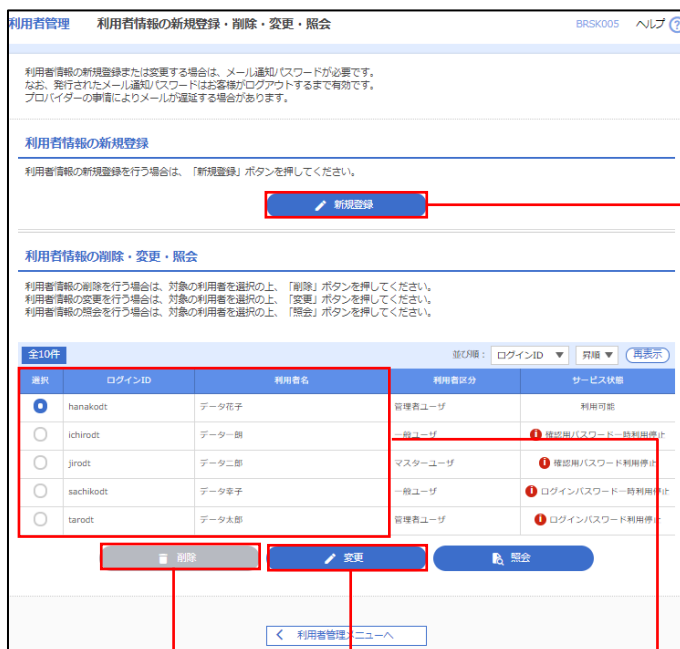 利用者管理 利用者情報の新規登録・削除・変更・照会 BRSK005 ヘルプ ?
利用者情報の新規登録または変更する場合は、メール通知パスワードが必要です。
なお、発行されたメール通知パスワードはお客様がログアウトするまで有効です。
プロバイダーの事情によりメールが遅延する場合があります。
利用者情報の新規登録
利用者情報の新規登録を行う場合は、「新規登録」ボタンを押してください。
新規登録
利用者情報の削除・変更・照会
利用者情報の削除を行う場合は、対象の利用者を選択の上、「削除」ボタンを押してください。
利用者情報の変更を行う場合は、対象の利用者を選択の上、「変更」ボタンを押してください。
利用者情報の照会を行う場合は、対象の利用者を選択の上、「照会」ボタンを押してください。
全10件 並び順: ログインID ▼ 昇順 ▼ 再表示
選択 ログインID 利用者名 利用者区分 サービス状態
hanakodt データ花子 管理者ユーザ 利用可能
ichirodt データ一朗 一般ユーザ 確認用パスワード一時利用停止
jirodt データ二郎 マスターユーザ 確認用パスワード利用停止
sachikodt データ幸子 一般ユーザ ログインパスワード一時利用停止
tarodt データ太郎 管理者ユーザ ログインパスワード利用停止
削除 変更 照会
利用者管理メニューへ